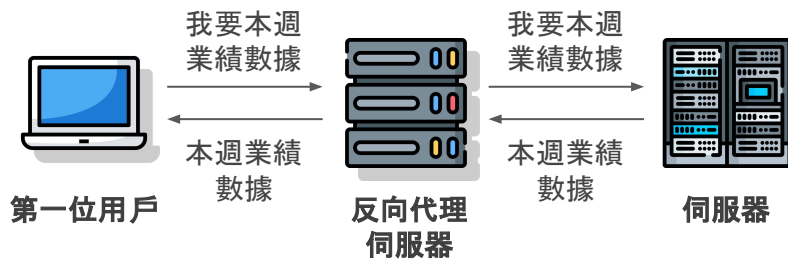 我要本週
業績數據
我要本週
業績數據
本週業績
數據
本週業績
數據
第一位用戶
反向代理
伺服器
伺服器